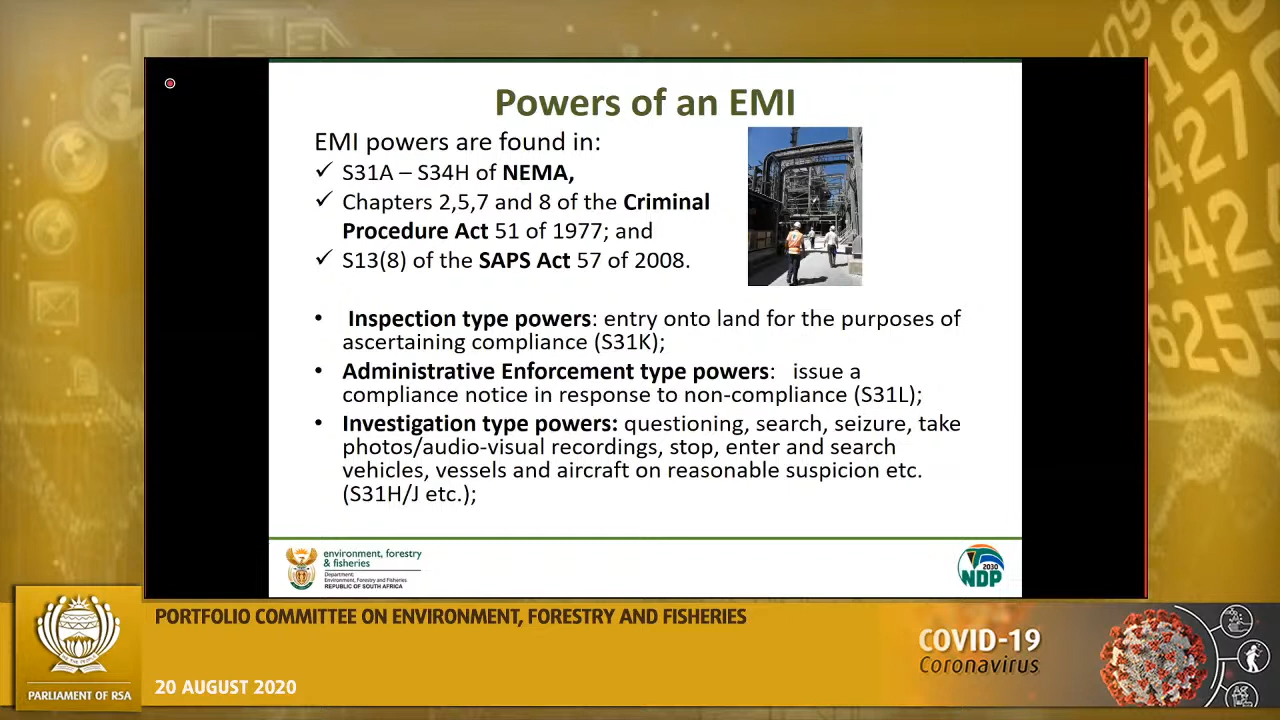 Powers of an EMI
EMI powers are found in:
✓ S31A – S34H of NEMA,
✓ Chapters 2,5,7 and 8 of the Criminal
Procedure Act 51 of 1977; and
✓ S13(8) of the SAPS Act 57 of 2008.
• Inspection type powers: entry onto land for the purposes of
ascertaining compliance (S31K);
• Administrative Enforcement type powers: issue a
compliance notice in response to non-compliance (S31L);
• Investigation type powers: questioning, search, seizure, take
photos/audio-visual recordings, stop, enter and search
vehicles, vessels and aircraft on reasonable suspicion etc.
(S31H/J etc.);
environment, forestry
& fisheries
Department:
Environment, Forestry and Fisheries
REPUBLIC OF SOUTH AFRICA
2030
NDP
PORTFOLIO COMMITTEE ON ENVIRONMENT, FORESTRY AND FISHERIES
20 AUGUST 2020
PARLIAMENT OF RSA
COVID-19
Coronavirus